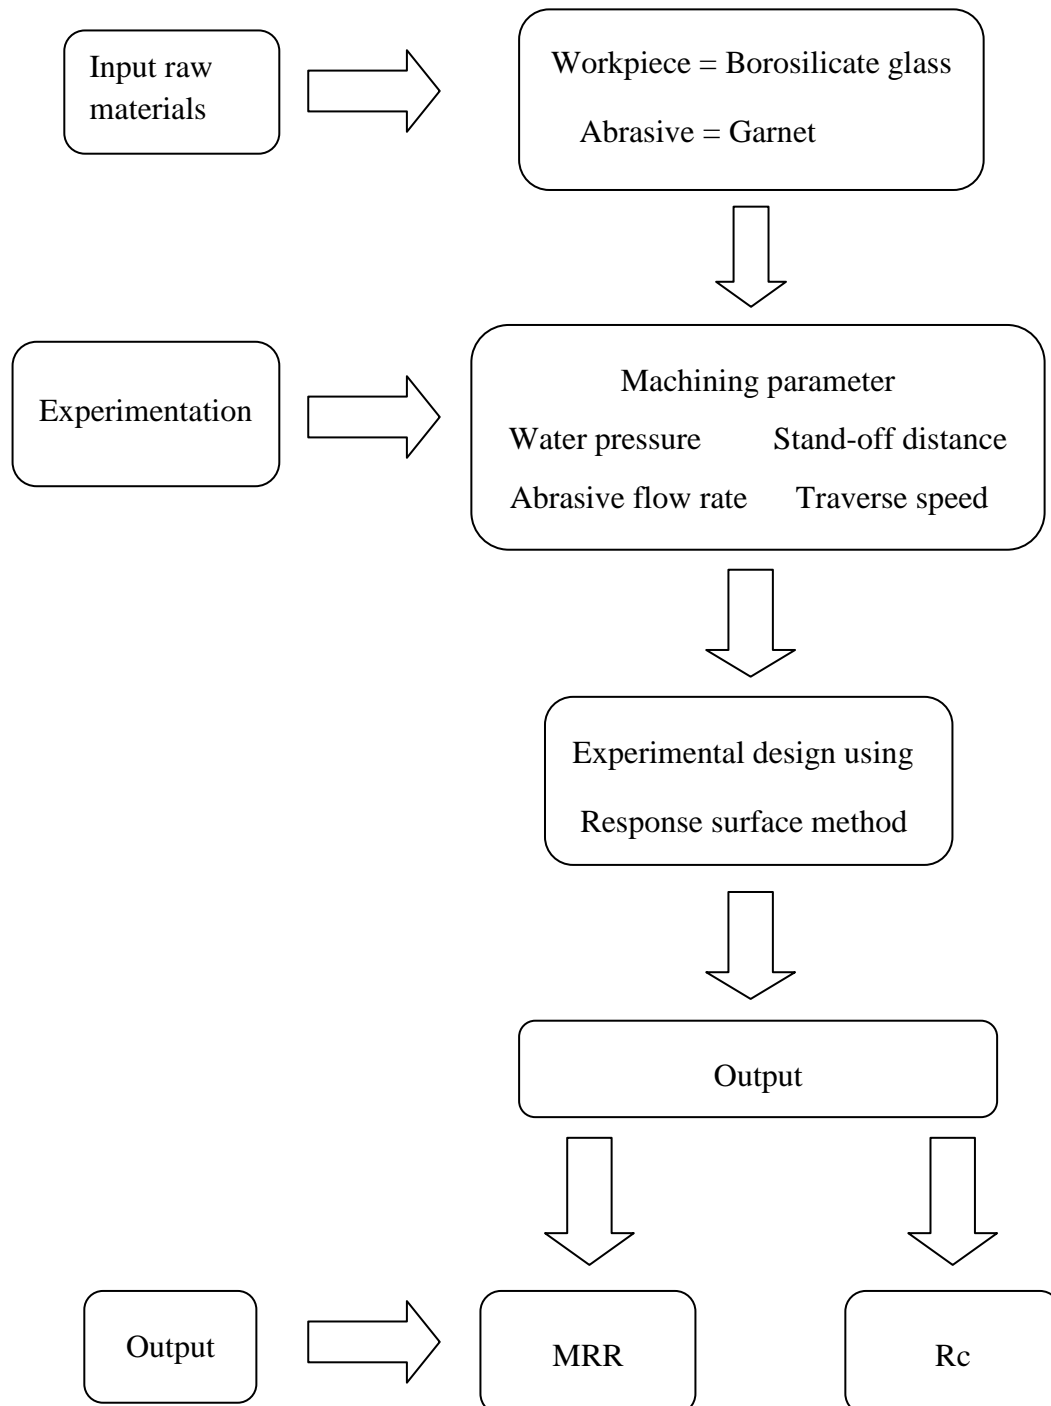 Input raw
materials
Workpiece = Borosilicate glass
Abrasive = Garnet
Experimentation
Machining parameter
Water pressure Stand-off distance
Abrasive flow rate Traverse speed
Experimental design using
Response surface method
Output
Output
MRR
Rc